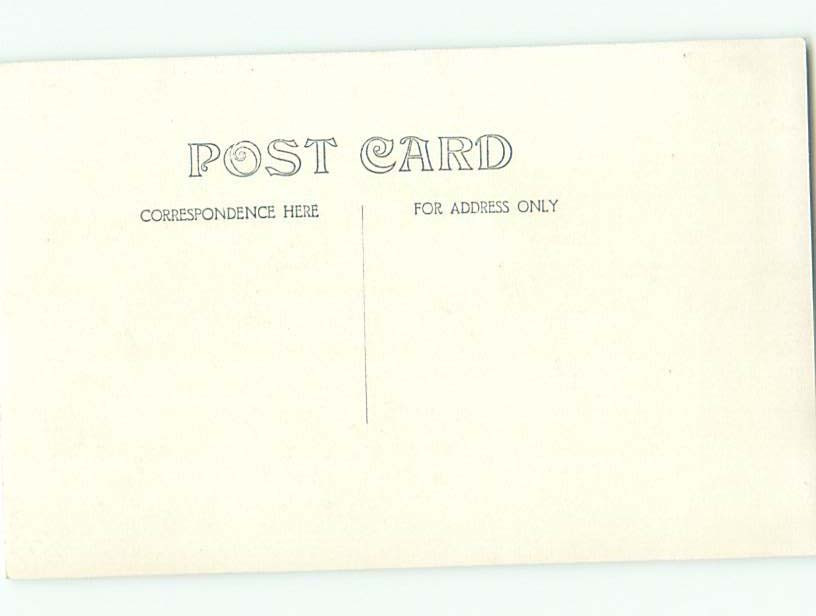 POST CARD
CORRESPONDENCE HERE
FOR ADDRESS ONLY